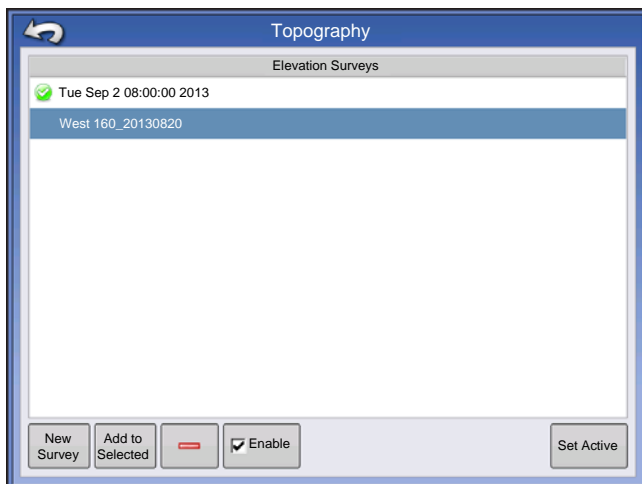 Topography
Elevation Surveys
Tue Sep 2 08:00:00 2013
West 160_20130820
New
Survey
Add to
Selected
Enable
Set Active